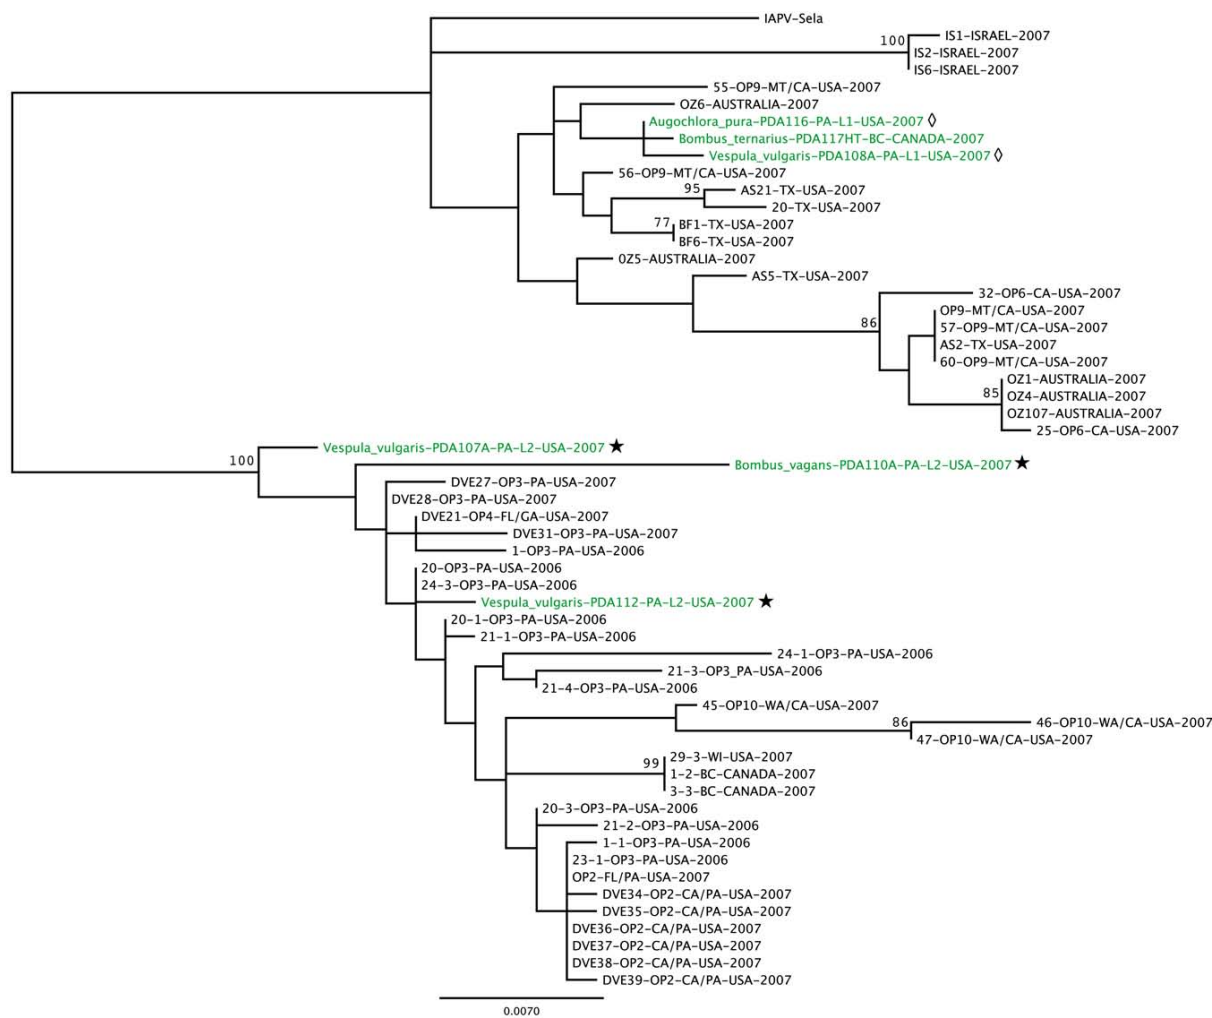 IAPV-Sela
IS1-ISRAEL-2007
100
IS2-ISRAEL-2007
IS6-ISRAEL-2007
55-OP9-MT/CA-USA-2007
OZ6-AUSTRALIA-2007
Augochlora_pura-PDA116-PA-L1-USA-2007 ◊
Bombus_ternarius-PDA117HT-BC-CANADA-2007
Vespula_vulgaris-PDA108A-PA-L1-USA-2007 ◊
56-OP9-MT/CA-USA-2007
95 AS21-TX-USA-2007
20-TX-USA-2007
77 BF1-TX-USA-2007
BF6-TX-USA-2007
0Z5-AUSTRALIA-2007
AS5-TX-USA-2007
32-OP6-CA-USA-2007
OP9-MT/CA-USA-2007
86 57-OP9-MT/CA-USA-2007
AS2-TX-USA-2007
60-OP9-MT/CA-USA-2007
OZ1-AUSTRALIA-2007
85 OZ4-AUSTRALIA-2007
OZ107-AUSTRALIA-2007
25-OP6-CA-USA-2007
Vespula_vulgaris-PDA107A-PA-L2-USA-2007 ★
100
Bombus_vagans-PDA110A-PA-L2-USA-2007 ★
DVE27-OP3-PA-USA-2007
DVE28-OP3-PA-USA-2007
DVE21-OP4-FL/GA-USA-2007
DVE31-OP3-PA-USA-2007
1-OP3-PA-USA-2006
20-OP3-PA-USA-2006
24-3-OP3-PA-USA-2006
Vespula_vulgaris-PDA112-PA-L2-USA-2007 ★
20-1-OP3-PA-USA-2006
21-1-OP3-PA-USA-2006
24-1-OP3-PA-USA-2006
21-3-OP3_PA-USA-2006
21-4-OP3-PA-USA-2006
45-OP10-WA/CA-USA-2007
86 46-OP10-WA/CA-USA-2007
47-OP10-WA/CA-USA-2007
99 29-3-WI-USA-2007
1-2-BC-CANADA-2007
3-3-BC-CANADA-2007
20-3-OP3-PA-USA-2006
21-2-OP3-PA-USA-2006
1-1-OP3-PA-USA-2006
23-1-OP3-PA-USA-2006
OP2-FL/PA-USA-2007
DVE34-OP2-CA/PA-USA-2007
DVE35-OP2-CA/PA-USA-2007
DVE36-OP2-CA/PA-USA-2007
DVE37-OP2-CA/PA-USA-2007
DVE38-OP2-CA/PA-USA-2007
DVE39-OP2-CA/PA-USA-2007
0.0070